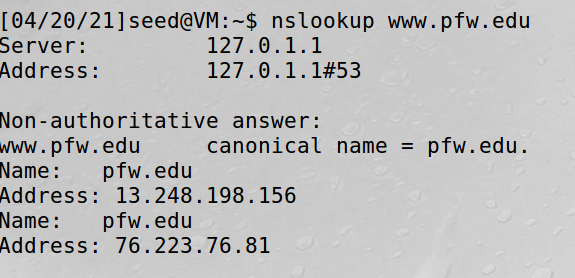 [04/20/21]seed@VM:~$ nslookup www.pfw.edu
Server:         127.0.1.1
Address:        127.0.1.1#53

Non-authoritative answer:
www.pfw.edu     canonical name = pfw.edu.
Name:   pfw.edu
Address: 13.248.198.156
Name:   pfw.edu
Address: 76.223.76.81